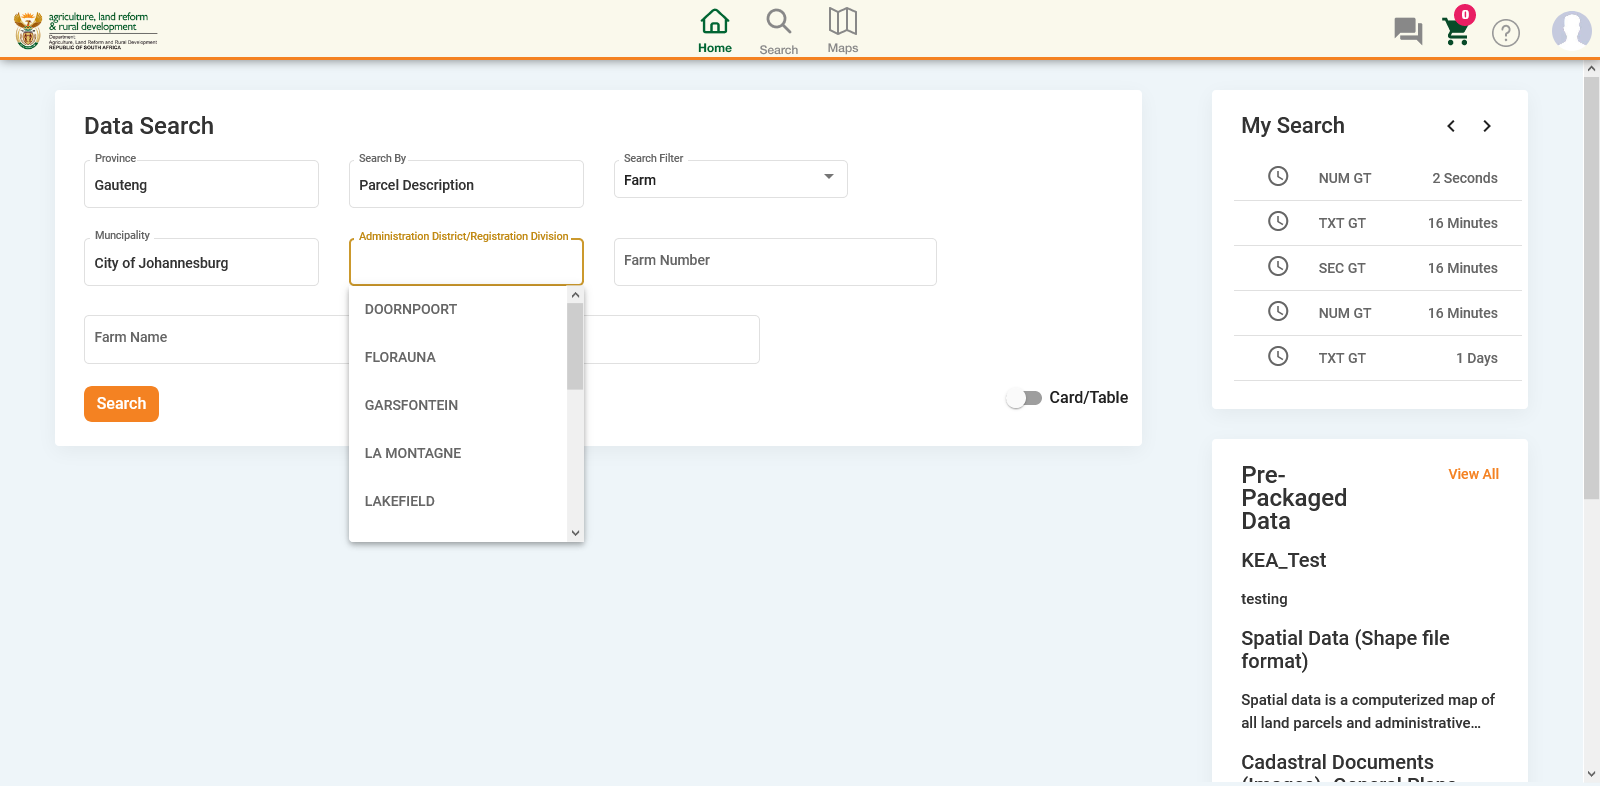 agriculture, land reform
& rural development
Department:
Agriculture, Land Reform and Rural Development
REPUBLIC OF SOUTH AFRICA
Home
Search
Maps
0
?
Data Search
Province
Gauteng
Search By
Parcel Description
Search Filter
Farm
Muncipality
City of Johannesburg
Administration District/Registration Division
Farm Number
DOORNPOORT
FLORAUNA
GARSFONTEIN
LA MONTAGNE
LAKEFIELD
Farm Name
Search
Card/Table
My Search
NUM GT 2 Seconds
TXT GT 16 Minutes
SEC GT 16 Minutes
NUM GT 16 Minutes
TXT GT 1 Days
Pre-
Packaged
Data
View All
KEA_Test
testing
Spatial Data (Shape file
format)
Spatial data is a computerized map of
all land parcels and administrative...
Cadastral Documents
(Images)- General Plans